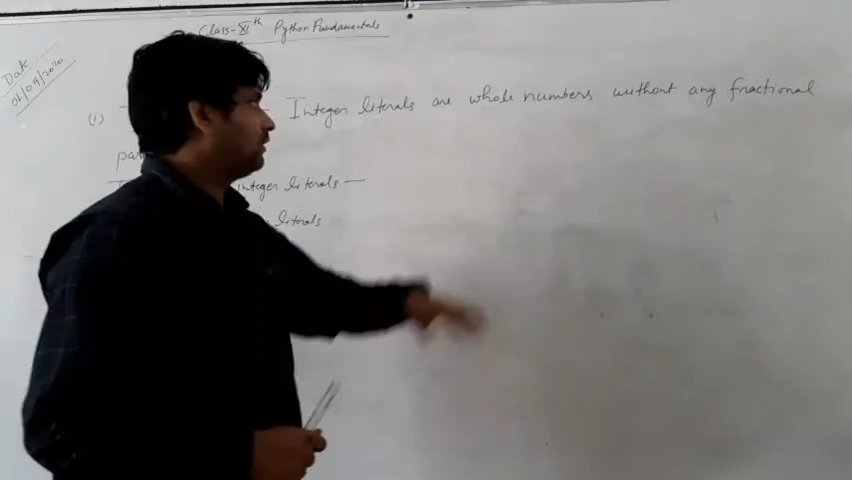 Class-XIth Python Fundamentals
Date
01/09/2020
(1.) Integer literals are whole numbers without any fractional
integer literals —
literals